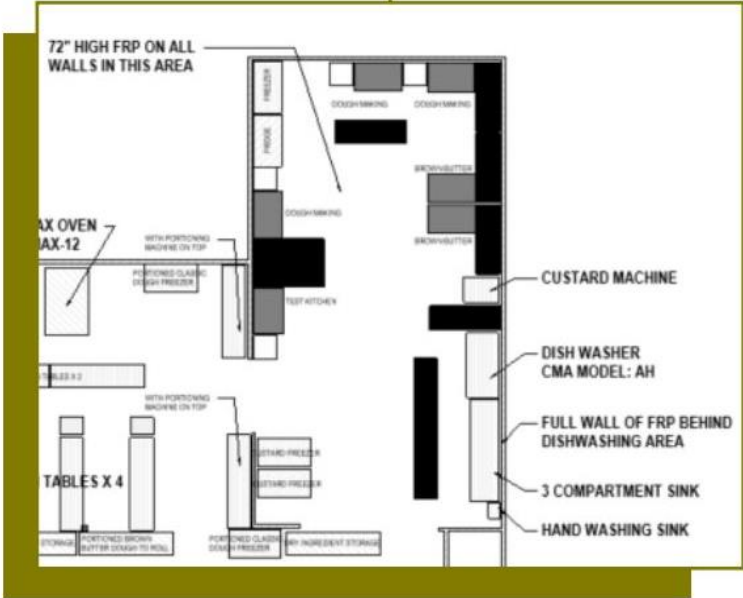 72" HIGH FRP ON ALL
WALLS IN THIS AREA
FREEZER
FRIDGE
DOUGH MAKING
DOUGH MAKING
BROWN BUTTER
DOUGH MAKING
BROWN BUTTER
AX OVEN
AX-12
WITH PORTIONING
MACHINE ON TOP
PORTIONED CLASSIC
DOUGH FREEZER
TEST KITCHEN
CUSTARD MACHINE
DISH WASHER
CMA MODEL: AH
TABLES X 2
WITH PORTIONING
MACHINE ON TOP
FULL WALL OF FRP BEHIND
DISHWASHING AREA
CUSTARD FREEZER
CUSTARD FREEZER
TABLES X 4
3 COMPARTMENT SINK
HAND WASHING SINK
STORAGE
PORTIONED BROWN
BUTTER DOUGH TO ROLL
PORTIONED CLASSIC
DOUGH FREEZER
DRY INGREDIENT STORAGE